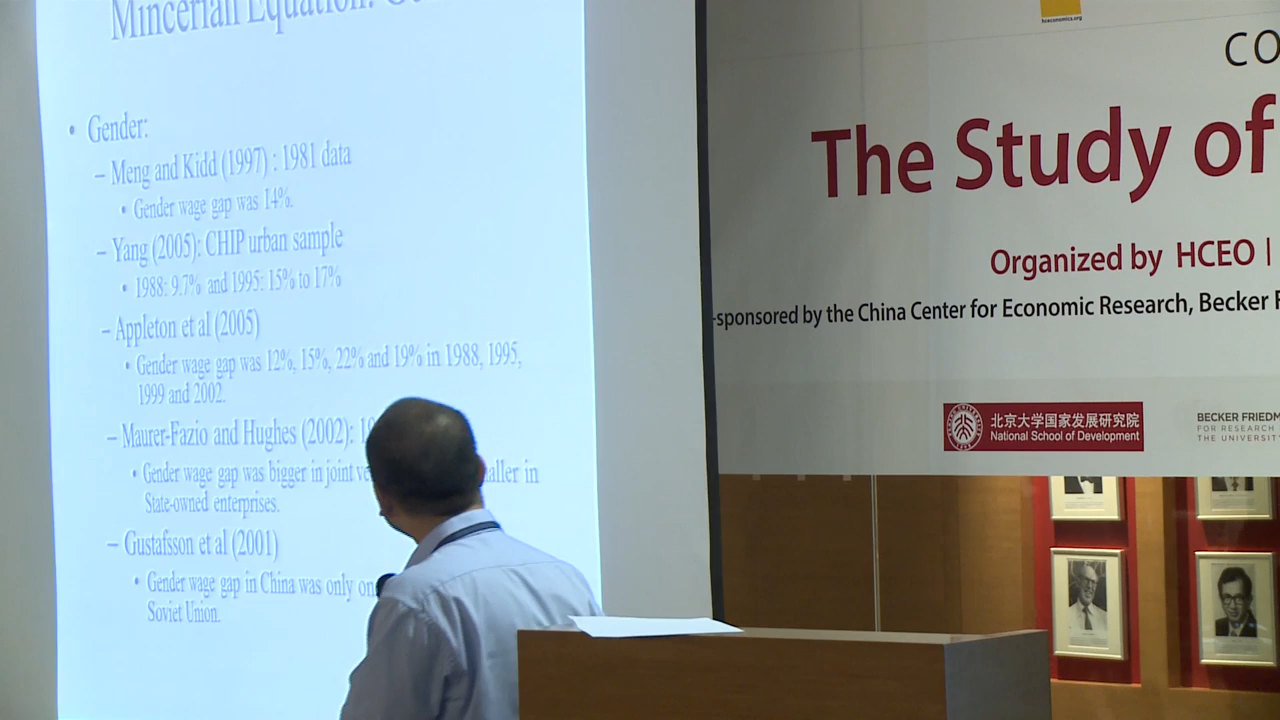 Mincerian Equation:
• Gender:
– Meng and Kidd (1997) : 1981 data
• Gender wage gap was 14%.
– Yang (2005): CHIP urban sample
• 1988: 9.7% and 1995: 15% to 17%
– Appleton et al (2005)
• Gender wage gap was 12%, 15%, 22% and 19% in 1988, 1995,
1999 and 2002.
– Maurer-Fazio and Hughes (2002):
• Gender wage gap was bigger in joint in
State-owned enterprises.
– Gustafsson et al (2001)
• Gender wage gap in China was only
Soviet Union.
hceconomics.org
CO
The Study of
Organized by HCEO |
-sponsored by the China Center for Economic Research, Becker
北京大学国家发展研究院
National School of Development
BECKER FRIEDM
FOR RESEARCH
THE UNIVERSITY